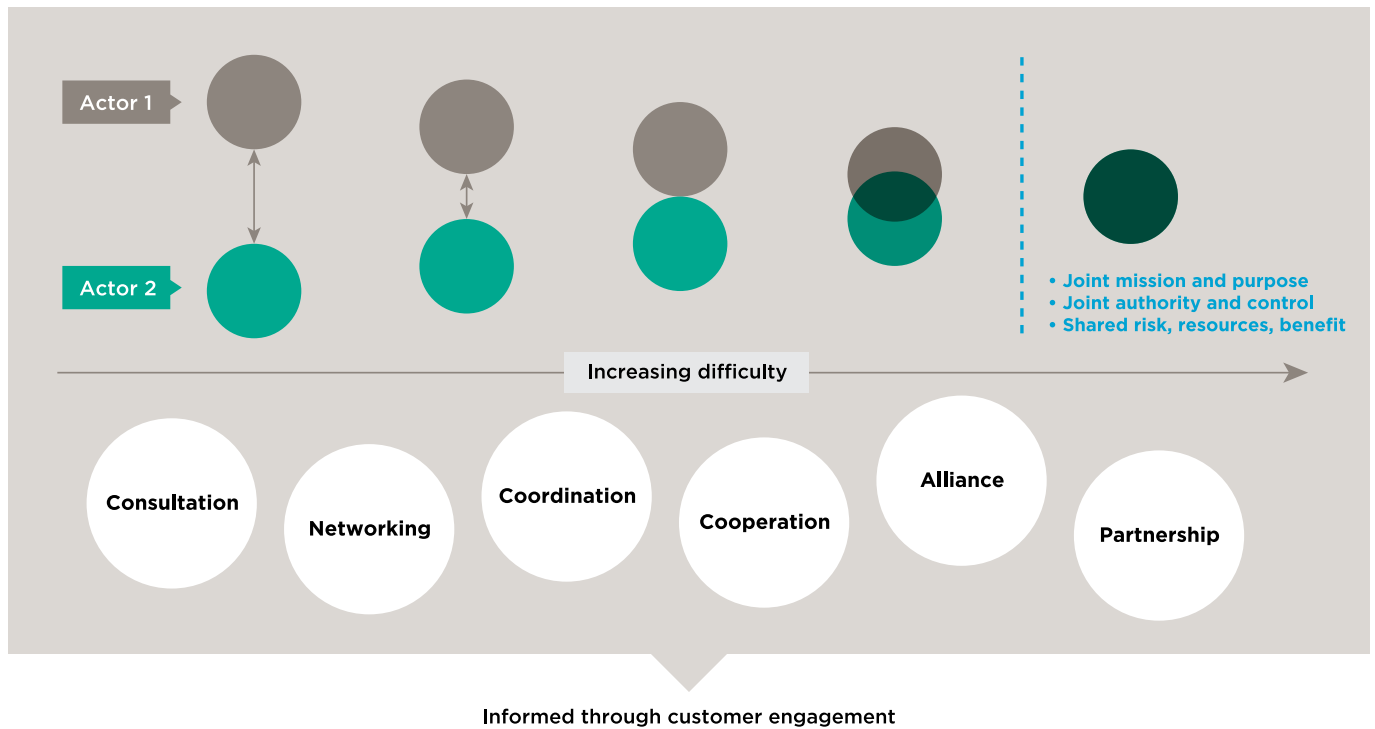 Actor 1
Actor 2
• Joint mission and purpose
• Joint authority and control
• Shared risk, resources, benefit
Increasing difficulty
Consultation
Networking
Coordination
Cooperation
Alliance
Partnership
Informed through customer engagement